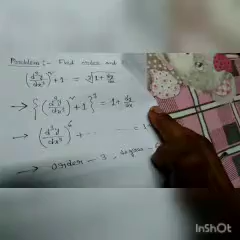 Problem :- Find order and
(d³y/dx³)² + 1 = ∛1 + dy/dx
→ {(d³y/dx³)² + 1}³ = 1 + dy/dx
→ (d³y/dx³)⁶ + ... ... = 1
→ order - 3,
InShOt